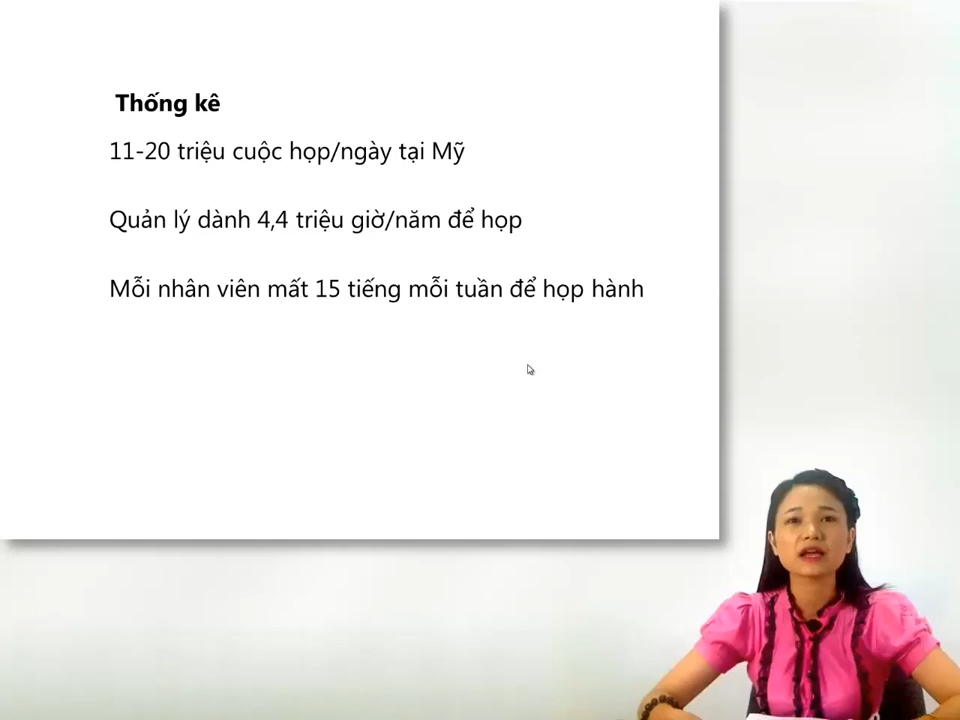 Thống kê
11-20 triệu cuộc họp/ngày tại Mỹ
Quản lý dành 4,4 triệu giờ/năm để họp
Mỗi nhân viên mất 15 tiếng mỗi tuần để họp hành